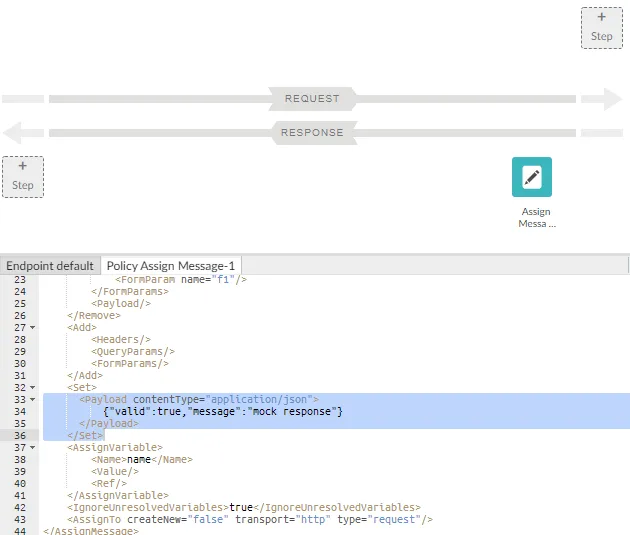 +
Step
REQUEST
RESPONSE
+
Step
Assign
Messa ...
Endpoint default
Policy Assign Message-1
23 <FormParam name="f1"/>
24 </FormParams>
25 <Payload/>
26 </Remove>
27 <Add>
28 <Headers/>
29 <QueryParams/>
30 <FormParams/>
31 </Add>
32 <Set>
33 <Payload contentType="application/json">
34 {"valid":true,"message":"mock response"}
35 </Payload>
36 </Set>
37 <AssignVariable>
38 <Name>name</Name>
39 <Value/>
40 <Ref/>
41 </AssignVariable>
42 <IgnoreUnresolvedVariables>true</IgnoreUnresolvedVariables>
43 <AssignTo createNew="false" transport="http" type="request"/>
44 </AssignMessage>